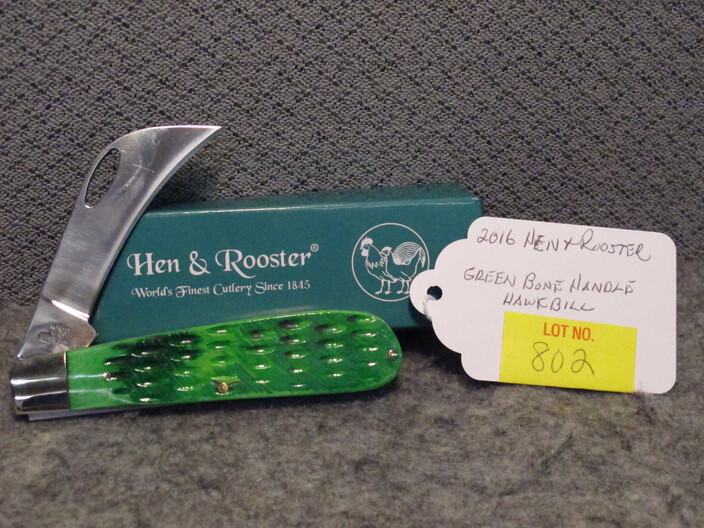 Hen & Rooster®
World's Finest Cutlery Since 1845
2016 HEN & ROOSTER
GREEN BONE HANDLE
HAWKBILL
LOT NO.
802